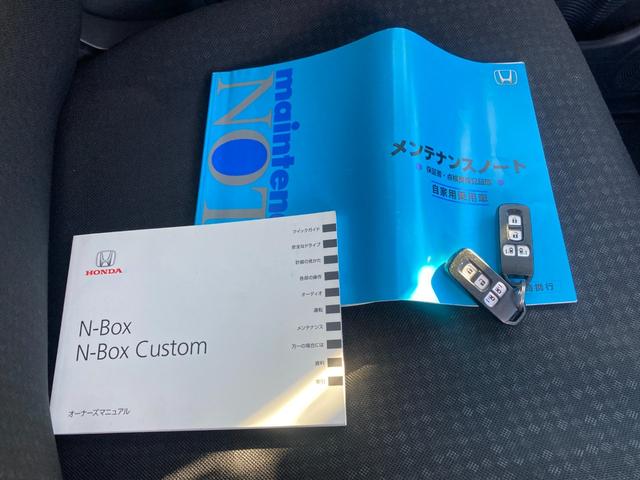 maintenance
NOT
メンテナンスノート
保証書・点検整備記録簿
自家用乗用車
HONDA
N-Box
N-Box Custom
オーナーズマニュアル
クイックガイド
安全なドライブ
計器の見かた
各部の操作
オーディオ
運転
メンテナンス
万一の場合には
資料
索引